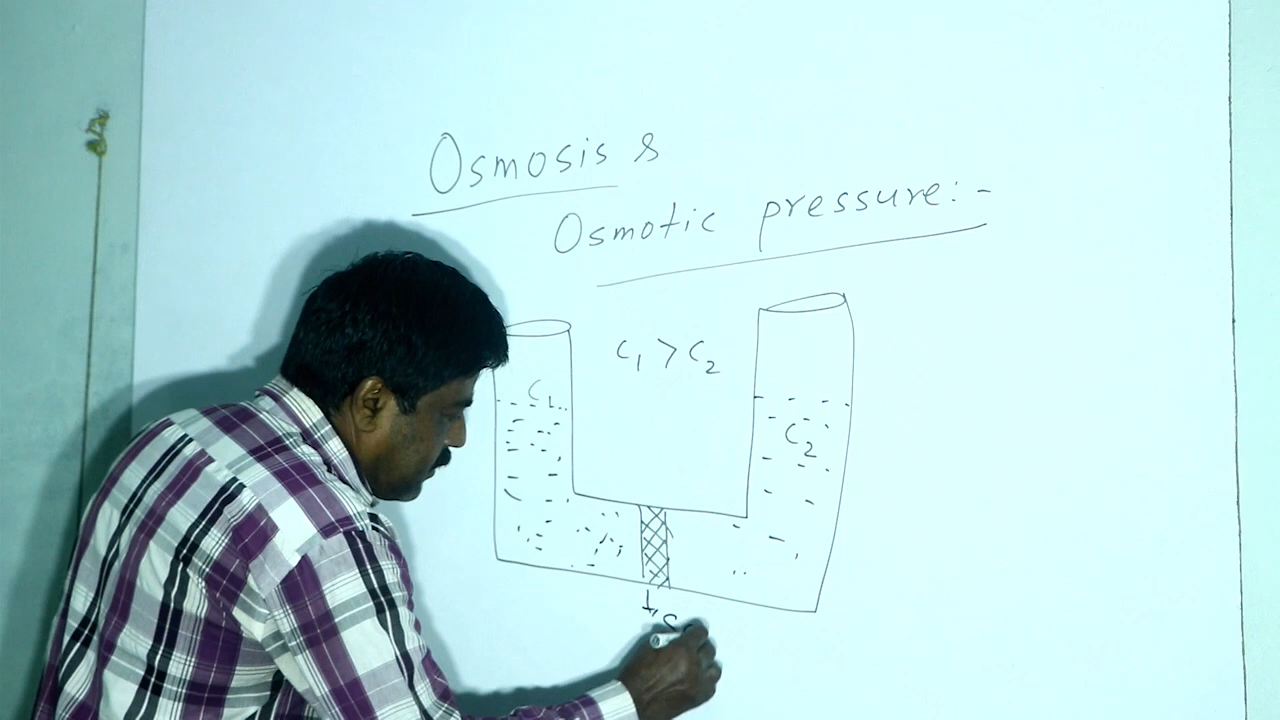 Osmosis &
Osmotic pressure:-
C₁ > C₂
C₁
C₂